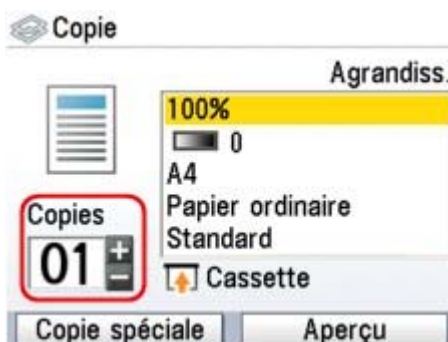 Copie
Agrandiss.
100%
0
A4
Papier ordinaire
Standard
Copies
01 + -
Cassette
Copie spéciale
Aperçu